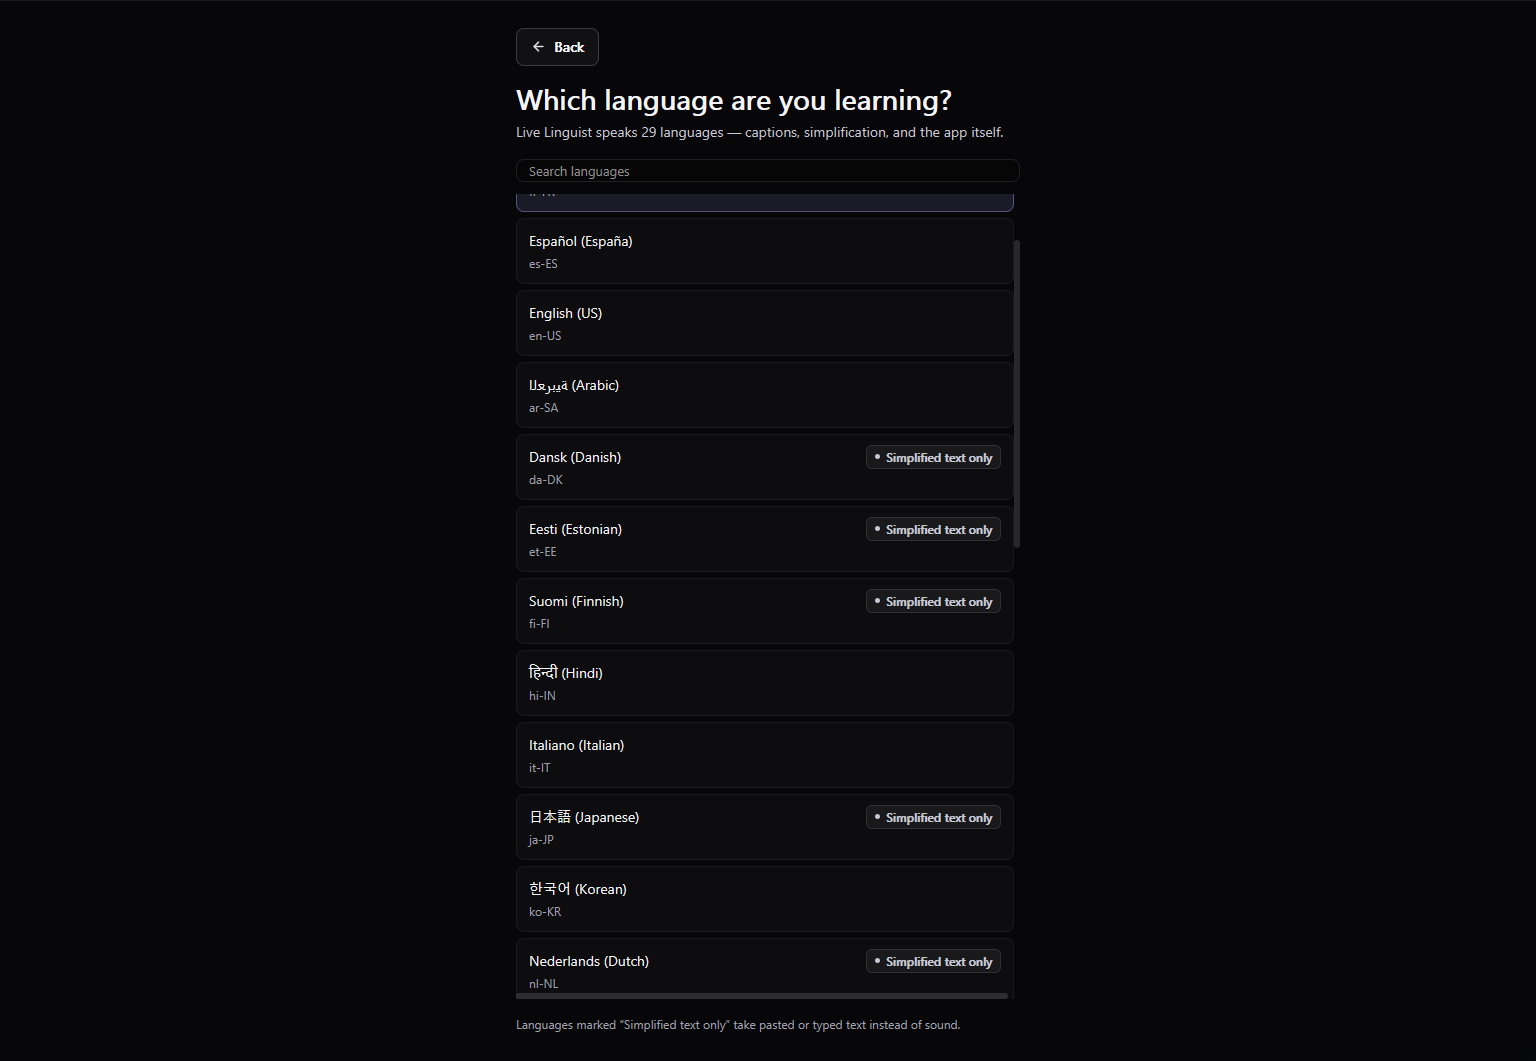 Back
Which language are you learning?
Live Linguist speaks 29 languages — captions, simplification, and the app itself.
Search languages
Español (España)
es-ES
English (US)
en-US
ةيبرعلا (Arabic)
ar-SA
Dansk (Danish)
Simplified text only
da-DK
Eesti (Estonian)
Simplified text only
et-EE
Suomi (Finnish)
Simplified text only
fi-FI
हिन्दी (Hindi)
hi-IN
Italiano (Italian)
it-IT
日本語 (Japanese)
Simplified text only
ja-JP
한국어 (Korean)
ko-KR
Nederlands (Dutch)
Simplified text only
nl-NL
Languages marked “Simplified text only” take pasted or typed text instead of sound.